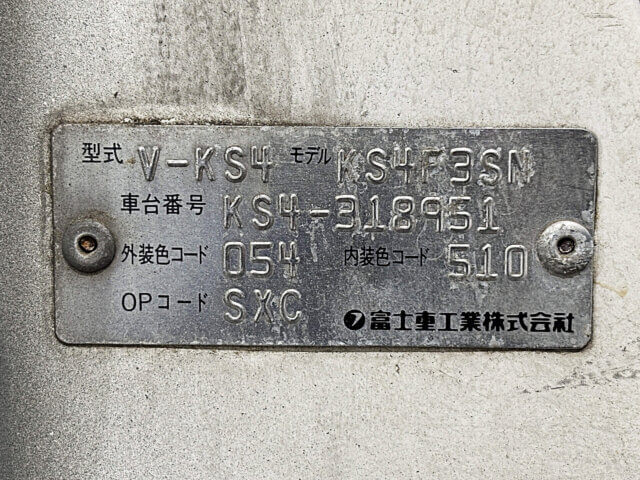 型式 V-KS4 モデル KS4F3SN
車台番号 KS4-318951
外装色コード 054 内装色コード 510
OPコード SXC 富士重工業株式会社